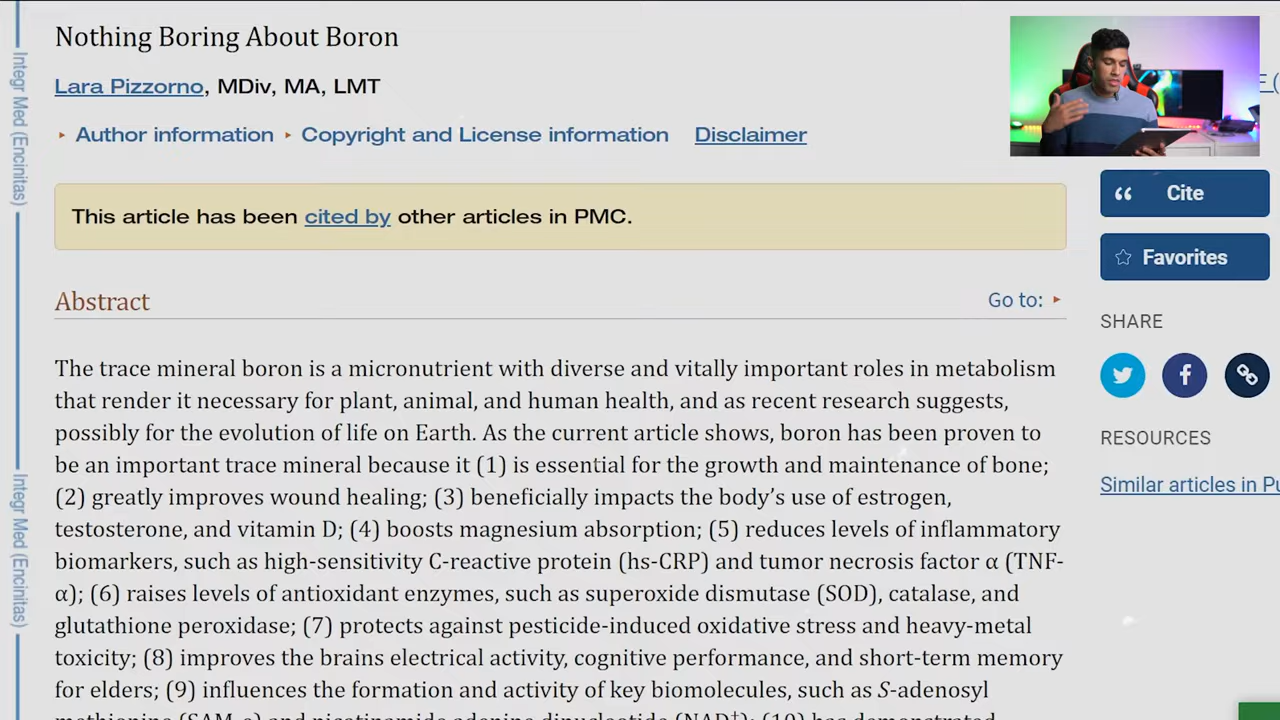 Nothing Boring About Boron
Lara Pizzorno, MDiv, MA, LMT
Author information Copyright and License information Disclaimer
This article has been cited by other articles in PMC.
Abstract
Go to:
The trace mineral boron is a micronutrient with diverse and vitally important roles in metabolism
that render it necessary for plant, animal, and human health, and as recent research suggests,
possibly for the evolution of life on Earth. As the current article shows, boron has been proven to
be an important trace mineral because it (1) is essential for the growth and maintenance of bone;
(2) greatly improves wound healing; (3) beneficially impacts the body’s use of estrogen,
testosterone, and vitamin D; (4) boosts magnesium absorption; (5) reduces levels of inflammatory
biomarkers, such as high-sensitivity C-reactive protein (hs-CRP) and tumor necrosis factor α (TNF-
α); (6) raises levels of antioxidant enzymes, such as superoxide dismutase (SOD), catalase, and
glutathione peroxidase; (7) protects against pesticide-induced oxidative stress and heavy-metal
toxicity; (8) improves the brains electrical activity, cognitive performance, and short-term memory
for elders; (9) influences the formation and activity of key biomolecules, such as S-adenosyl
methionine (SAM-e) and nicotinamide adenine dinucleotide (NAD+); (10) has demonstrated
Integr Med (Encinitas)
Integr Med (Encinitas)
Cite
Favorites
SHARE
RESOURCES
Similar articles in